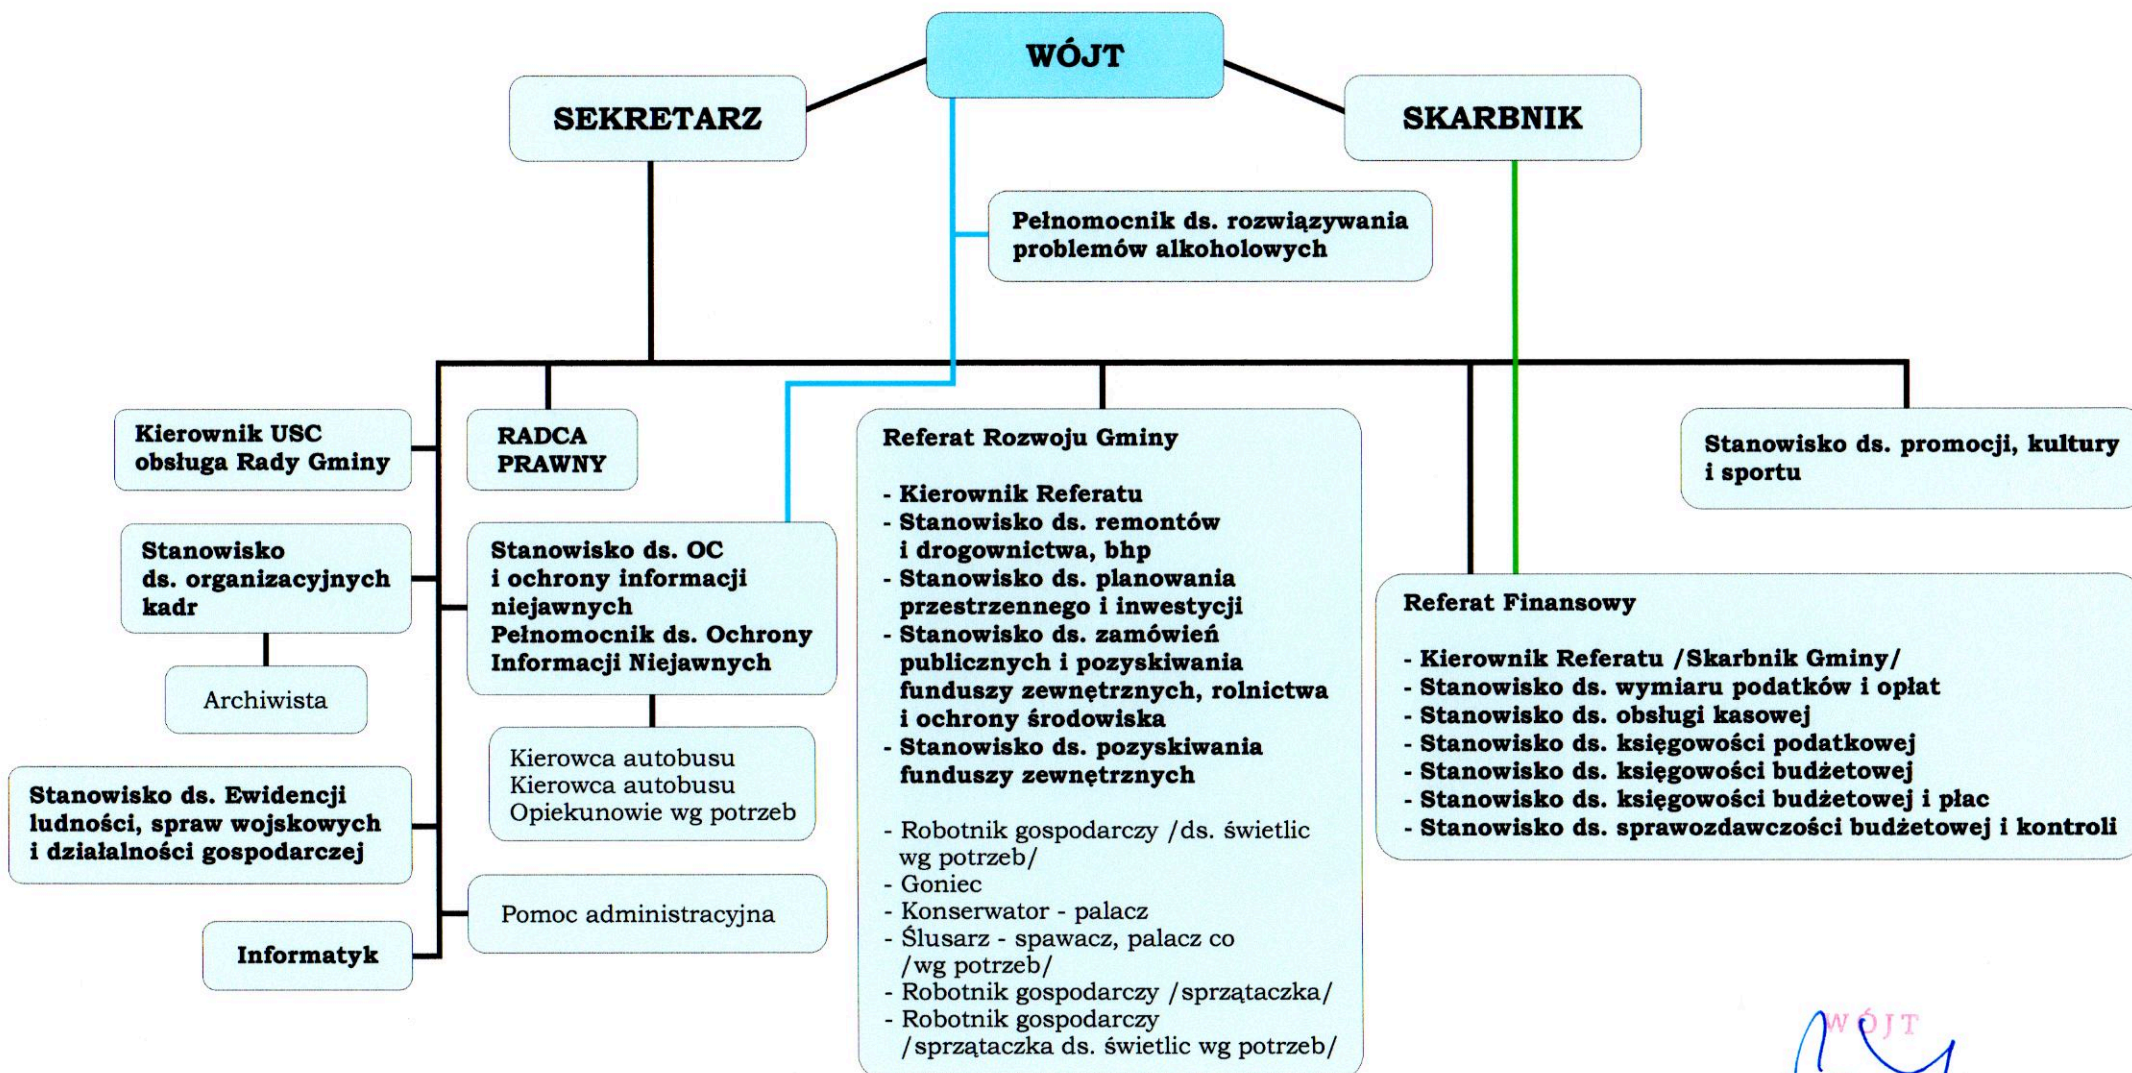 WÓJT
SEKRETARZ
SKARBNIK
Pełnomocnik ds. rozwiązywania
problemów alkoholowych
Kierownik USC
obsługa Rady Gminy
RADCA
PRAWNY
Stanowisko
ds. organizacyjnych
kadr
Archiwista
Stanowisko ds. OC
i ochrony informacji
niejawnych
Pełnomocnik ds. Ochrony
Informacji Niejawnych
Kierowca autobusu
Kierowca autobusu
Opiekunowie wg potrzeb
Stanowisko ds. Ewidencji
ludności, spraw wojskowych
i działalności gospodarczej
Pomoc administracyjna
Informatyk
Referat Rozwoju Gminy
- Kierownik Referatu
- Stanowisko ds. remontów
i drogownictwa, bhp
- Stanowisko ds. planowania
przestrzennego i inwestycji
- Stanowisko ds. zamówień
publicznych i pozyskiwania
funduszy zewnętrznych, rolnictwa
i ochrony środowiska
- Stanowisko ds. pozyskiwania
funduszy zewnętrznych
- Robotnik gospodarczy /ds. świetlic
wg potrzeb/
- Goniec
- Konserwator - palacz
- Ślusarz - spawacz, palacz co
/wg potrzeb/
- Robotnik gospodarczy /sprzątaczka/
- Robotnik gospodarczy
/sprzątaczka ds. świetlic wg potrzeb/
Stanowisko ds. promocji, kultury
i sportu
Referat Finansowy
- Kierownik Referatu /Skarbnik Gminy/
- Stanowisko ds. wymiaru podatków i opłat
- Stanowisko ds. obsługi kasowej
- Stanowisko ds. księgowości podatkowej
- Stanowisko ds. księgowości budżetowej
- Stanowisko ds. księgowości budżetowej i płac
- Stanowisko ds. sprawozdawczości budżetowej i kontroli
WÓJT